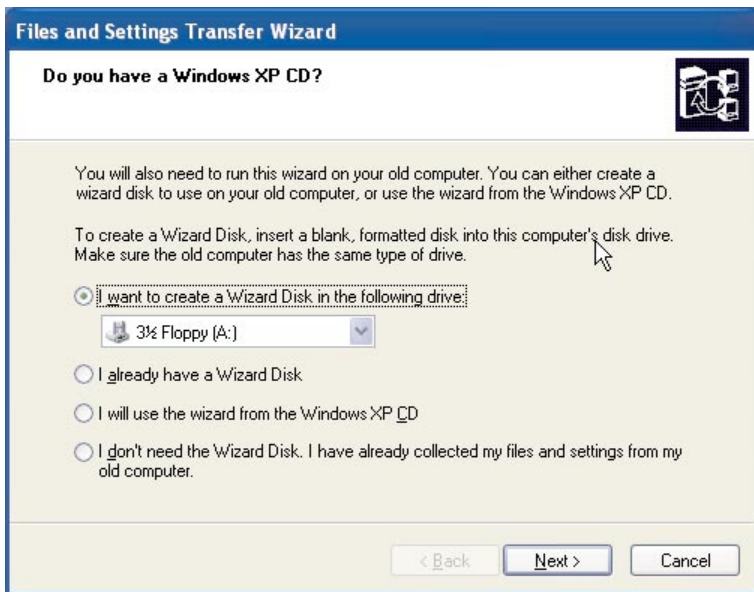 Files and Settings Transfer Wizard
Do you have a Windows XP CD?
You will also need to run this wizard on your old computer. You can either create a
wizard disk to use on your old computer, or use the wizard from the Windows XP CD.
To create a Wizard Disk, insert a blank, formatted disk into this computer's disk drive.
Make sure the old computer has the same type of drive.
I want to create a Wizard Disk in the following drive:
3½ Floppy (A:)
I already have a Wizard Disk
I will use the wizard from the Windows XP CD
I don't need the Wizard Disk. I have already collected my files and settings from my
old computer.
< Back
Next >
Cancel